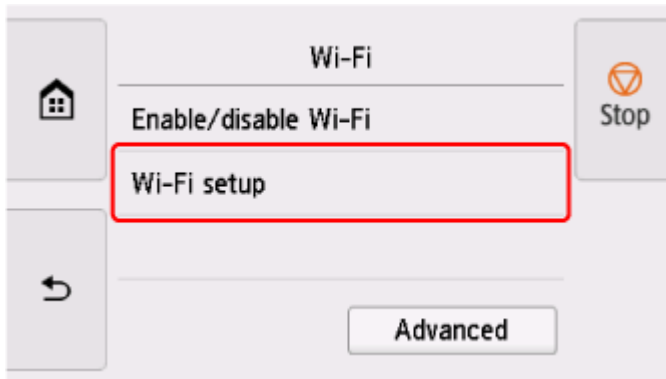 Wi-Fi
Enable/disable Wi-Fi
Stop
Wi-Fi setup
Advanced